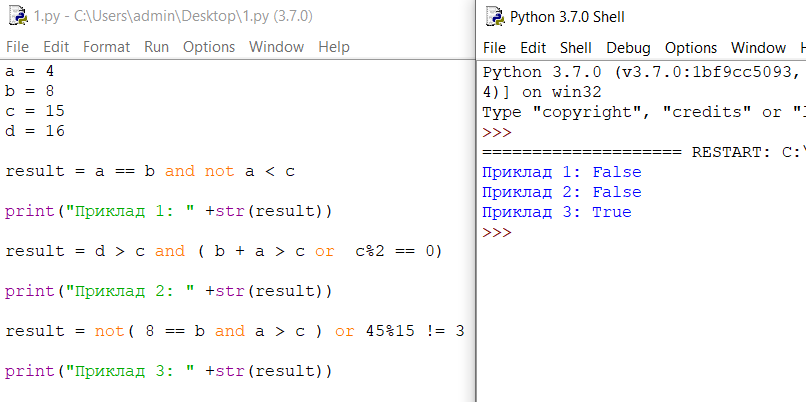 1.py - C:\Users\admin\Desktop\1.py (3.7.0)
File Edit Format Run Options Window Help
a = 4
b = 8
c = 15
d = 16
result = a == b and not a < c
print("Приклад 1: " +str(result))
result = d > c and ( b + a > c or  c%2 == 0)
print("Приклад 2: " +str(result))
result = not( 8 == b and a > c ) or 45%15 != 3
print("Приклад 3: " +str(result))
Python 3.7.0 Shell
File Edit Shell Debug Options Window
Python 3.7.0 (v3.7.0:1bf9cc5093,
4)] on win32
Type "copyright", "credits" or "
>>>
==================== RESTART: C:\
Приклад 1: False
Приклад 2: False
Приклад 3: True
>>>